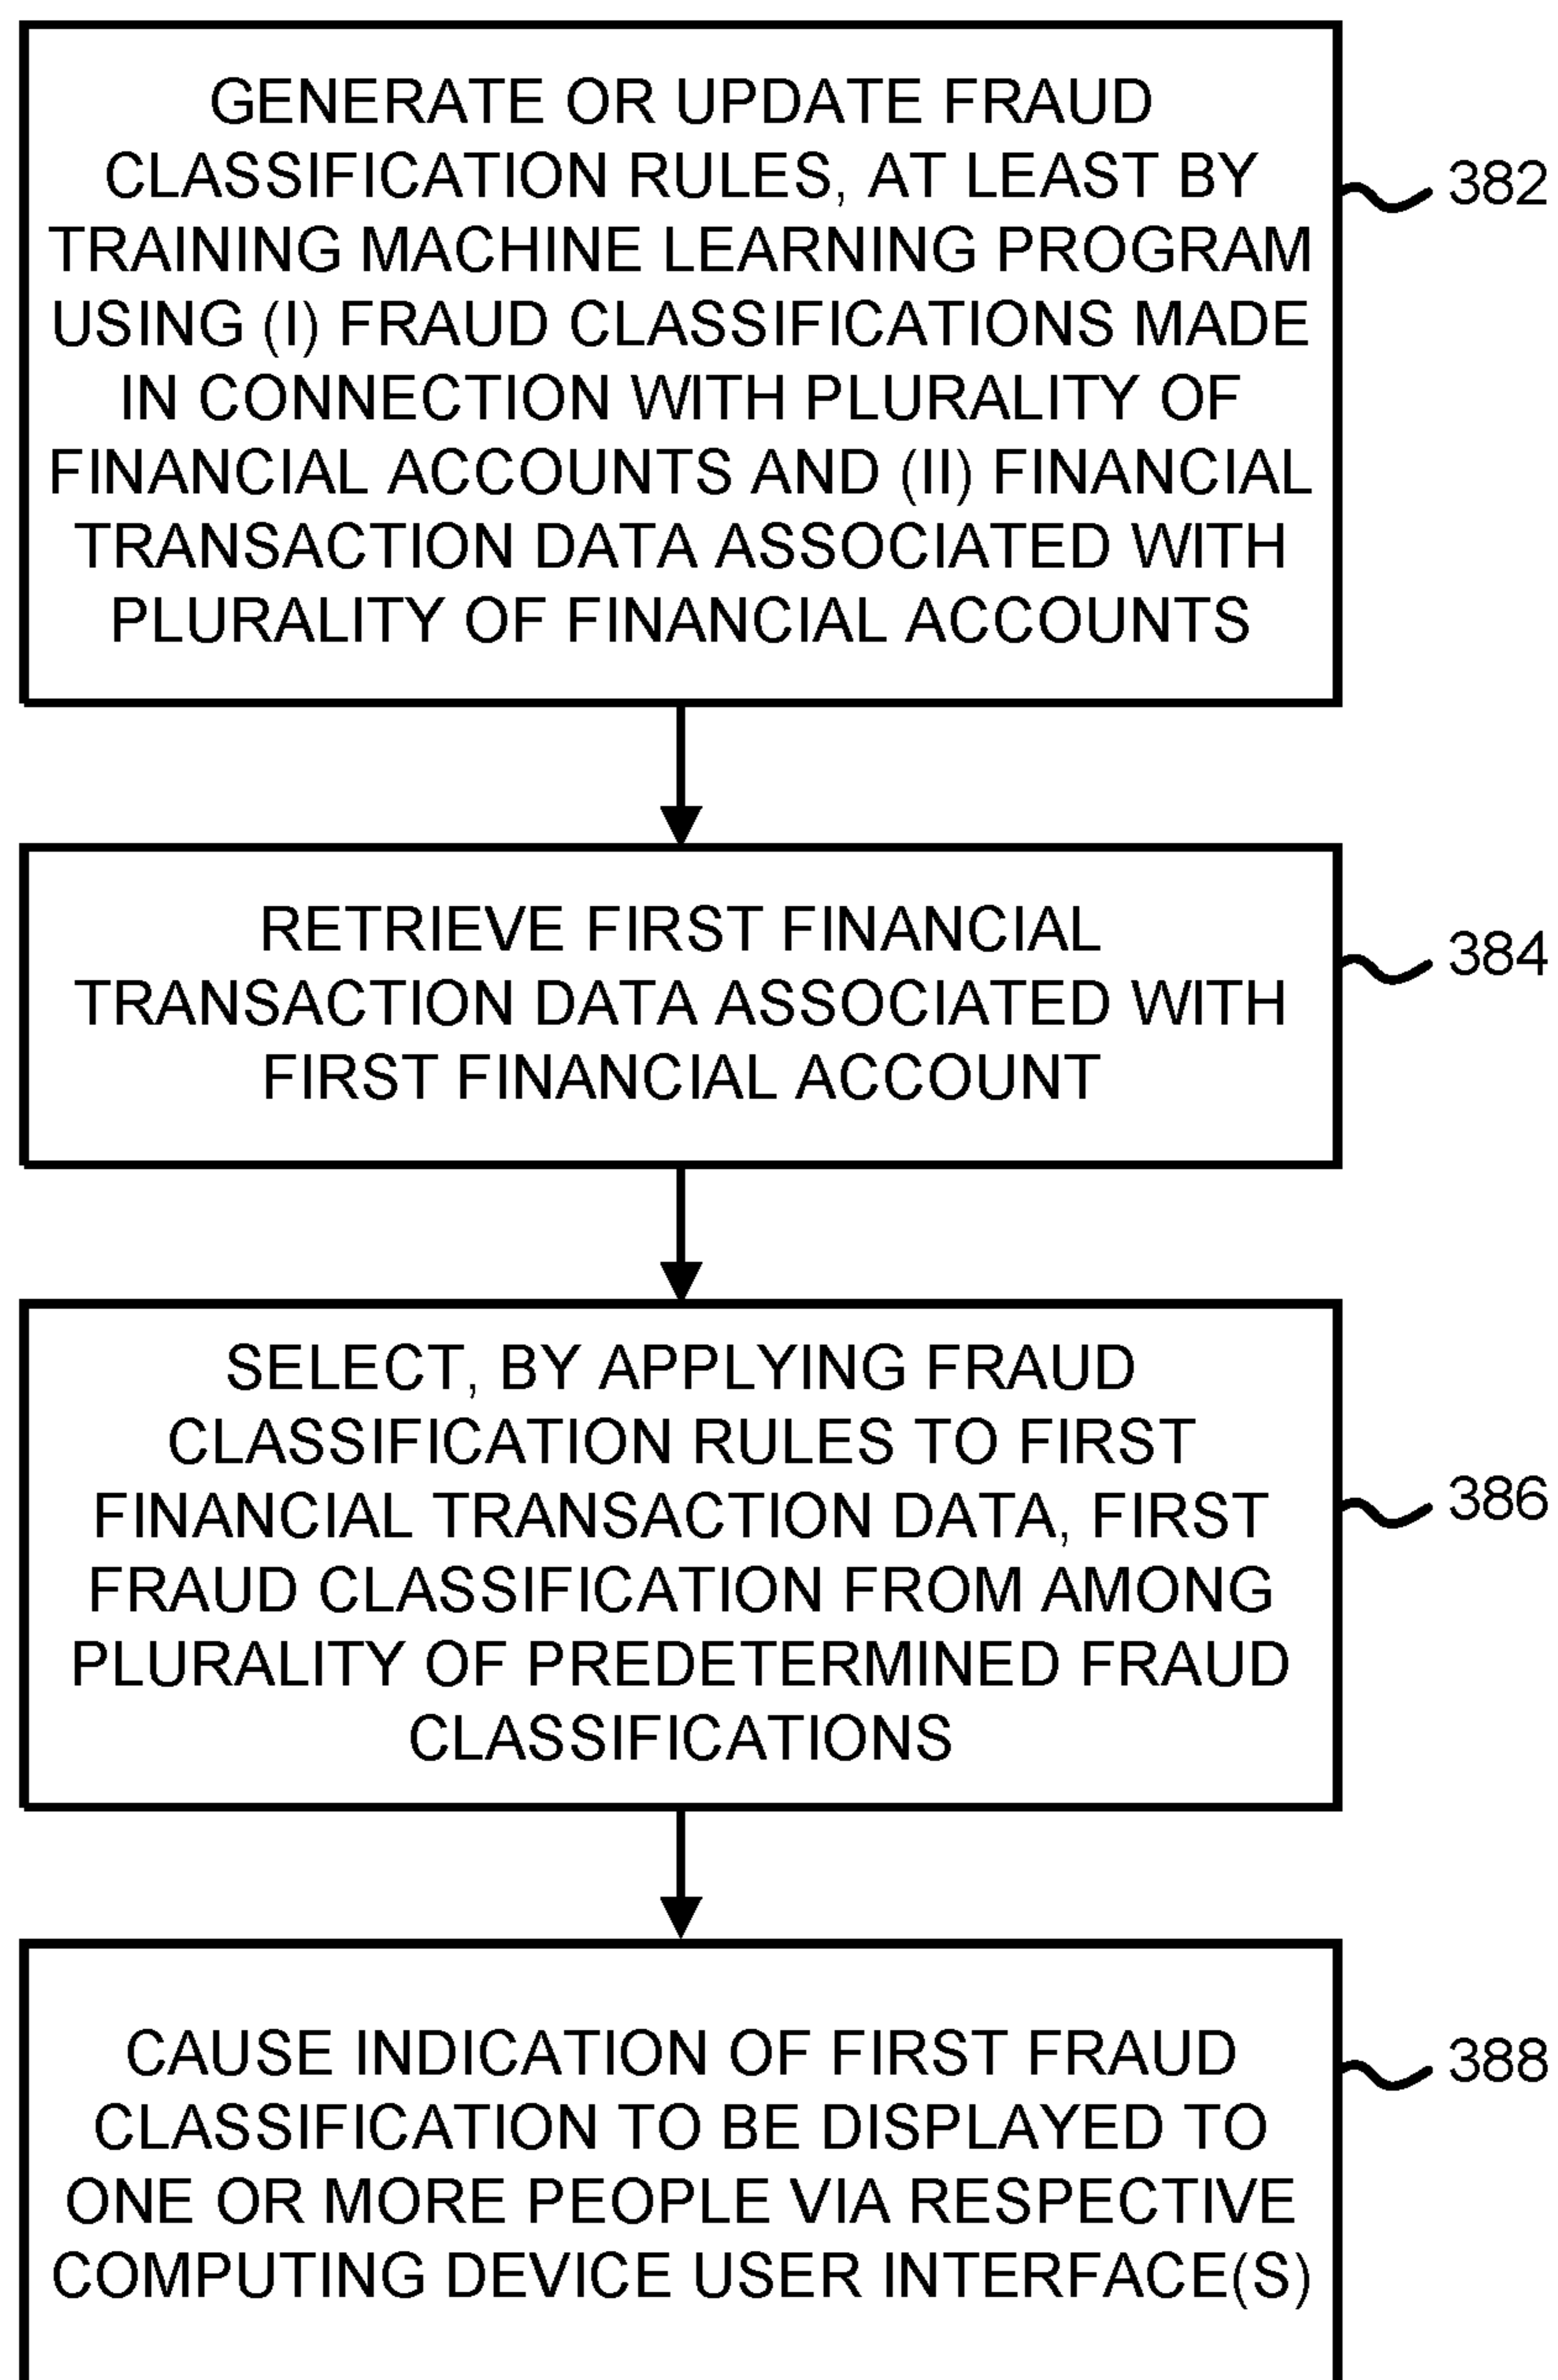 GENERATE OR UPDATE FRAUD
CLASSIFICATION RULES, AT LEAST BY
TRAINING MACHINE LEARNING PROGRAM
USING (I) FRAUD CLASSIFICATIONS MADE
IN CONNECTION WITH PLURALITY OF
FINANCIAL ACCOUNTS AND (II) FINANCIAL
TRANSACTION DATA ASSOCIATED WITH
PLURALITY OF FINANCIAL ACCOUNTS
382
RETRIEVE FIRST FINANCIAL
TRANSACTION DATA ASSOCIATED WITH
FIRST FINANCIAL ACCOUNT
384
SELECT, BY APPLYING FRAUD
CLASSIFICATION RULES TO FIRST
FINANCIAL TRANSACTION DATA, FIRST
FRAUD CLASSIFICATION FROM AMONG
PLURALITY OF PREDETERMINED FRAUD
CLASSIFICATIONS
386
CAUSE INDICATION OF FIRST FRAUD
CLASSIFICATION TO BE DISPLAYED TO
ONE OR MORE PEOPLE VIA RESPECTIVE
COMPUTING DEVICE USER INTERFACE(S)
388